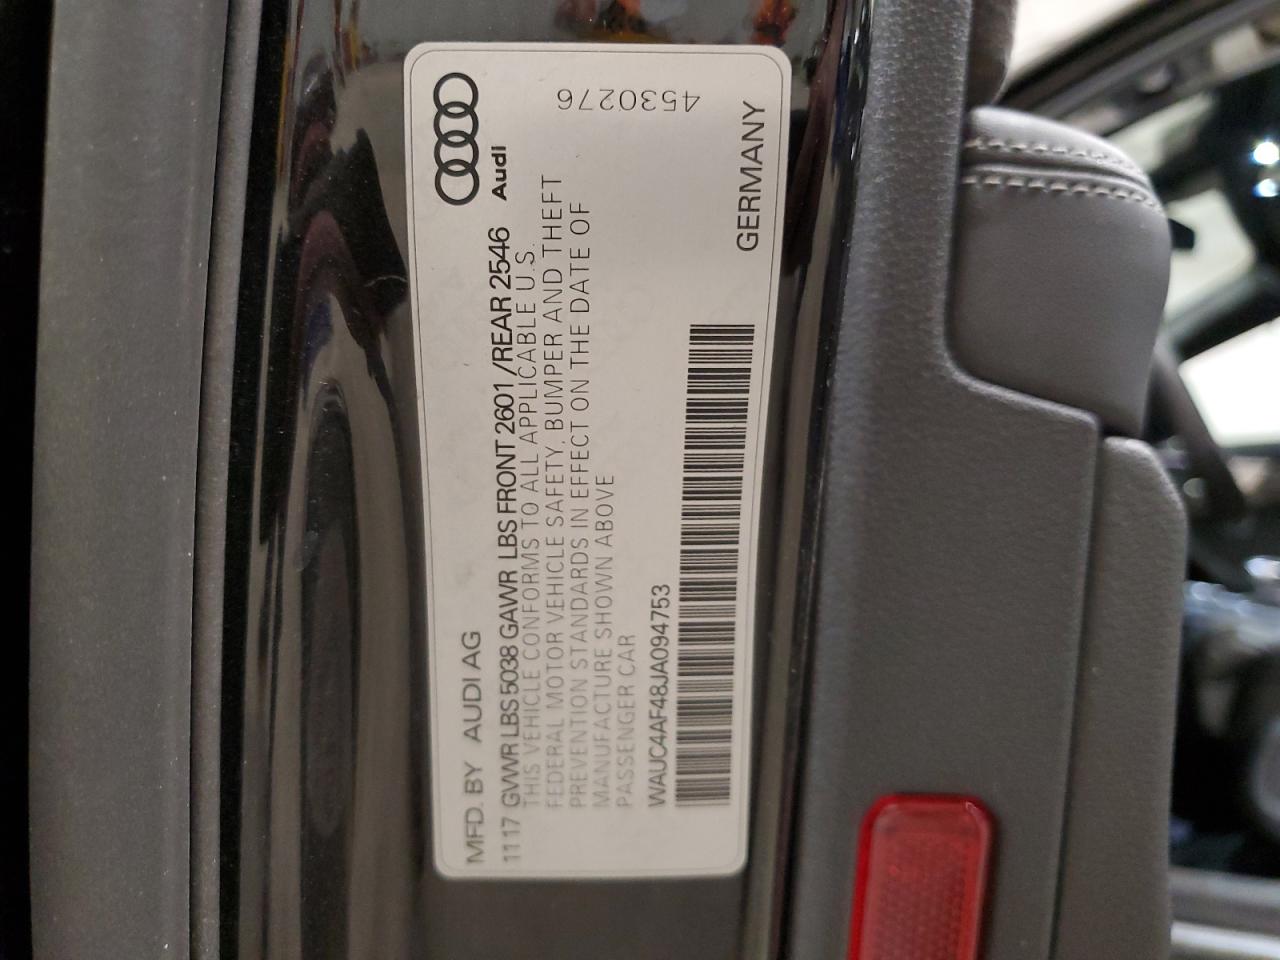 MFD. BY AUDI AG
Audi
1117 GVWR LBS 5038 GAWR LBS FRONT 2601 /REAR 2546
THIS VEHICLE CONFORMS TO ALL APPLICABLE U.S.
FEDERAL MOTOR VEHICLE SAFETY, BUMPER AND THEFT
PREVENTION STANDARDS IN EFFECT ON THE DATE OF
MANUFACTURE SHOWN ABOVE
PASSENGER CAR
4530276
WAUC4AF48JA094753
GERMANY